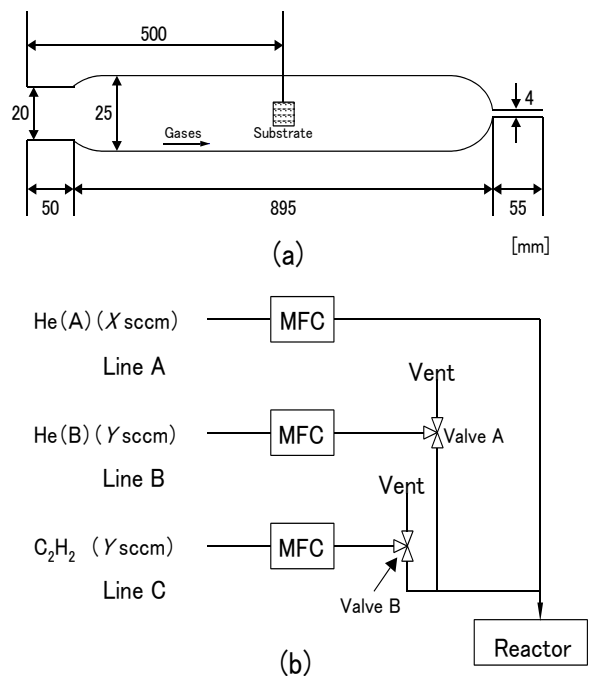 500
20
25
4
Gases
Substrate
50
895
55
(a)
[mm]
He(A)(X sccm)
MFC
Line A
Vent
He(B)(Y sccm)
MFC
Valve A
Line B
Vent
C₂H₂ (Y sccm)
MFC
Line C
Valve B
Reactor
(b)